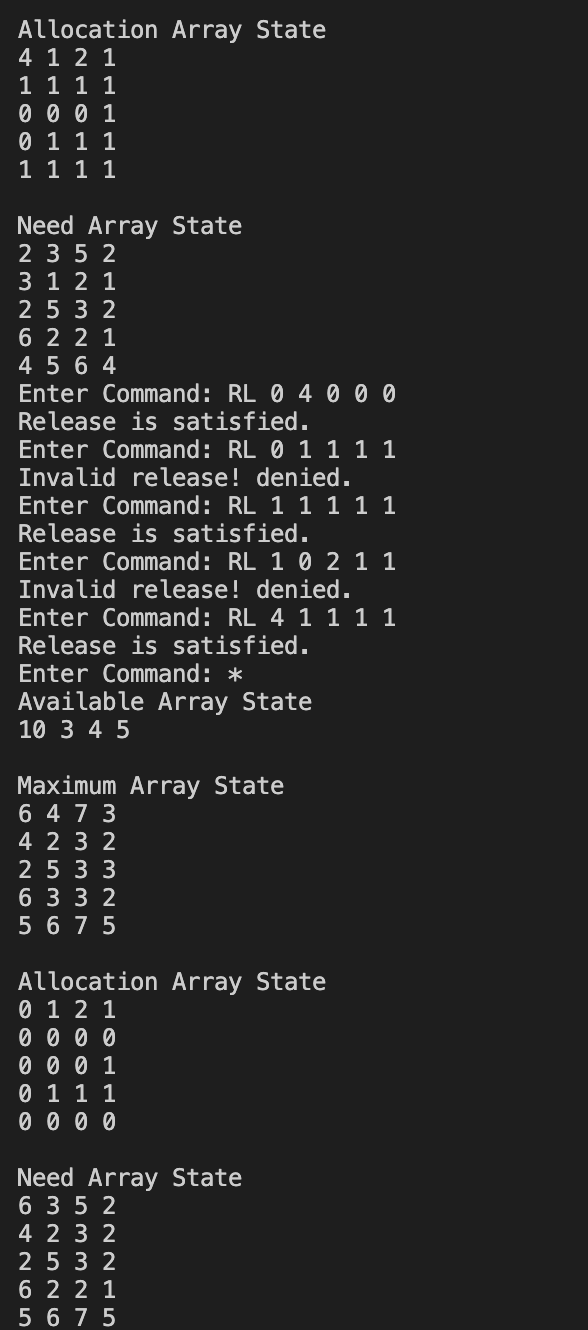 Allocation Array State
4 1 2 1
1 1 1 1
0 0 0 1
0 1 1 1
1 1 1 1
Need Array State
2 3 5 2
3 1 2 1
2 5 3 2
6 2 2 1
4 5 6 4
Enter Command: RL 0 4 0 0 0
Release is satisfied.
Enter Command: RL 0 1 1 1 1
Invalid release! denied.
Enter Command: RL 1 1 1 1 1
Release is satisfied.
Enter Command: RL 1 0 2 1 1
Invalid release! denied.
Enter Command: RL 4 1 1 1 1
Release is satisfied.
Enter Command: *
Available Array State
10 3 4 5
Maximum Array State
6 4 7 3
4 2 3 2
2 5 3 3
6 3 3 2
5 6 7 5
Allocation Array State
0 1 2 1
0 0 0 0
0 0 0 1
0 1 1 1
0 0 0 0
Need Array State
6 3 5 2
4 2 3 2
2 5 3 2
6 2 2 1
5 6 7 5